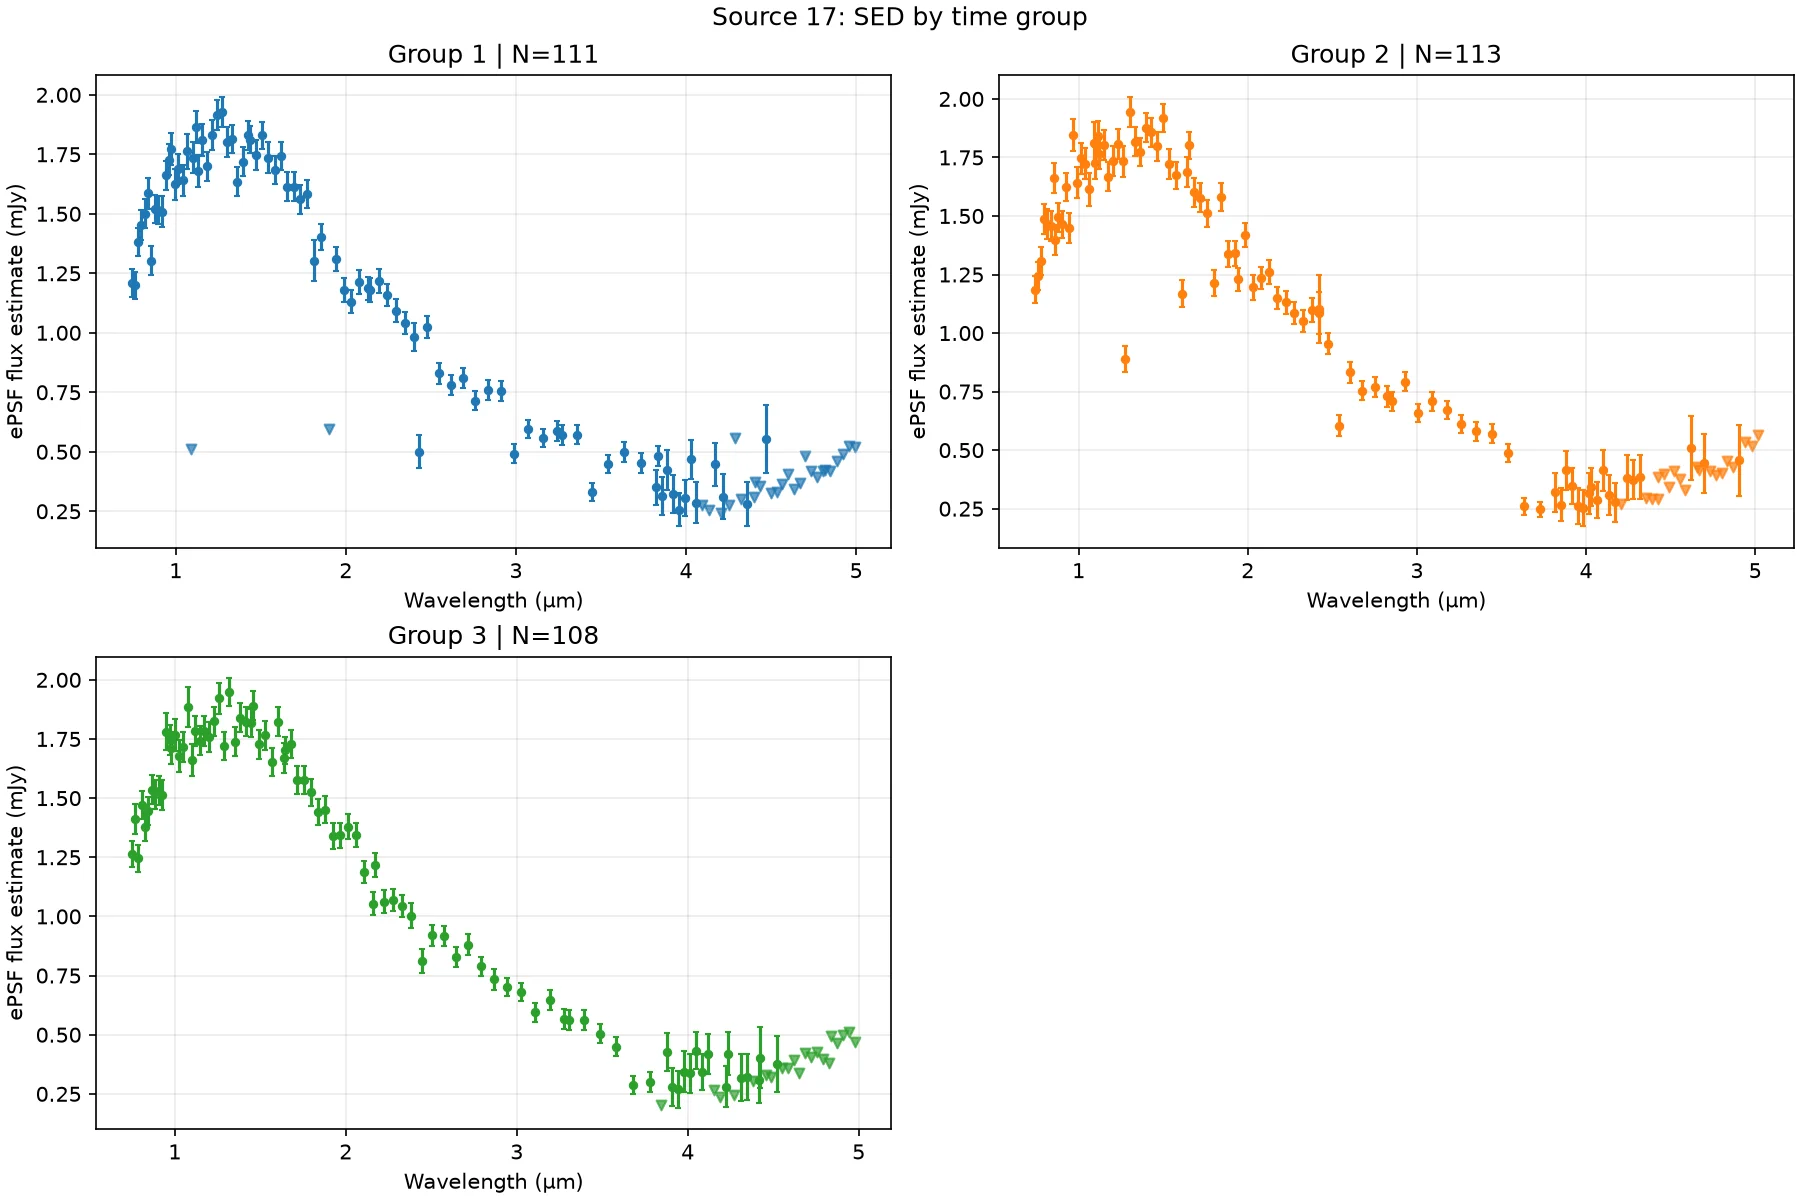 Source 17: SED by time group
Group 1 | N=111
ePSF flux estimate (mJy)
2.00
1.75
1.50
1.25
1.00
0.75
0.50
0.25
1 2 3 4 5
Wavelength (µm)
Group 2 | N=113
ePSF flux estimate (mJy)
2.00
1.75
1.50
1.25
1.00
0.75
0.50
0.25
1 2 3 4 5
Wavelength (µm)
Group 3 | N=108
ePSF flux estimate (mJy)
2.00
1.75
1.50
1.25
1.00
0.75
0.50
0.25
1 2 3 4 5
Wavelength (µm)